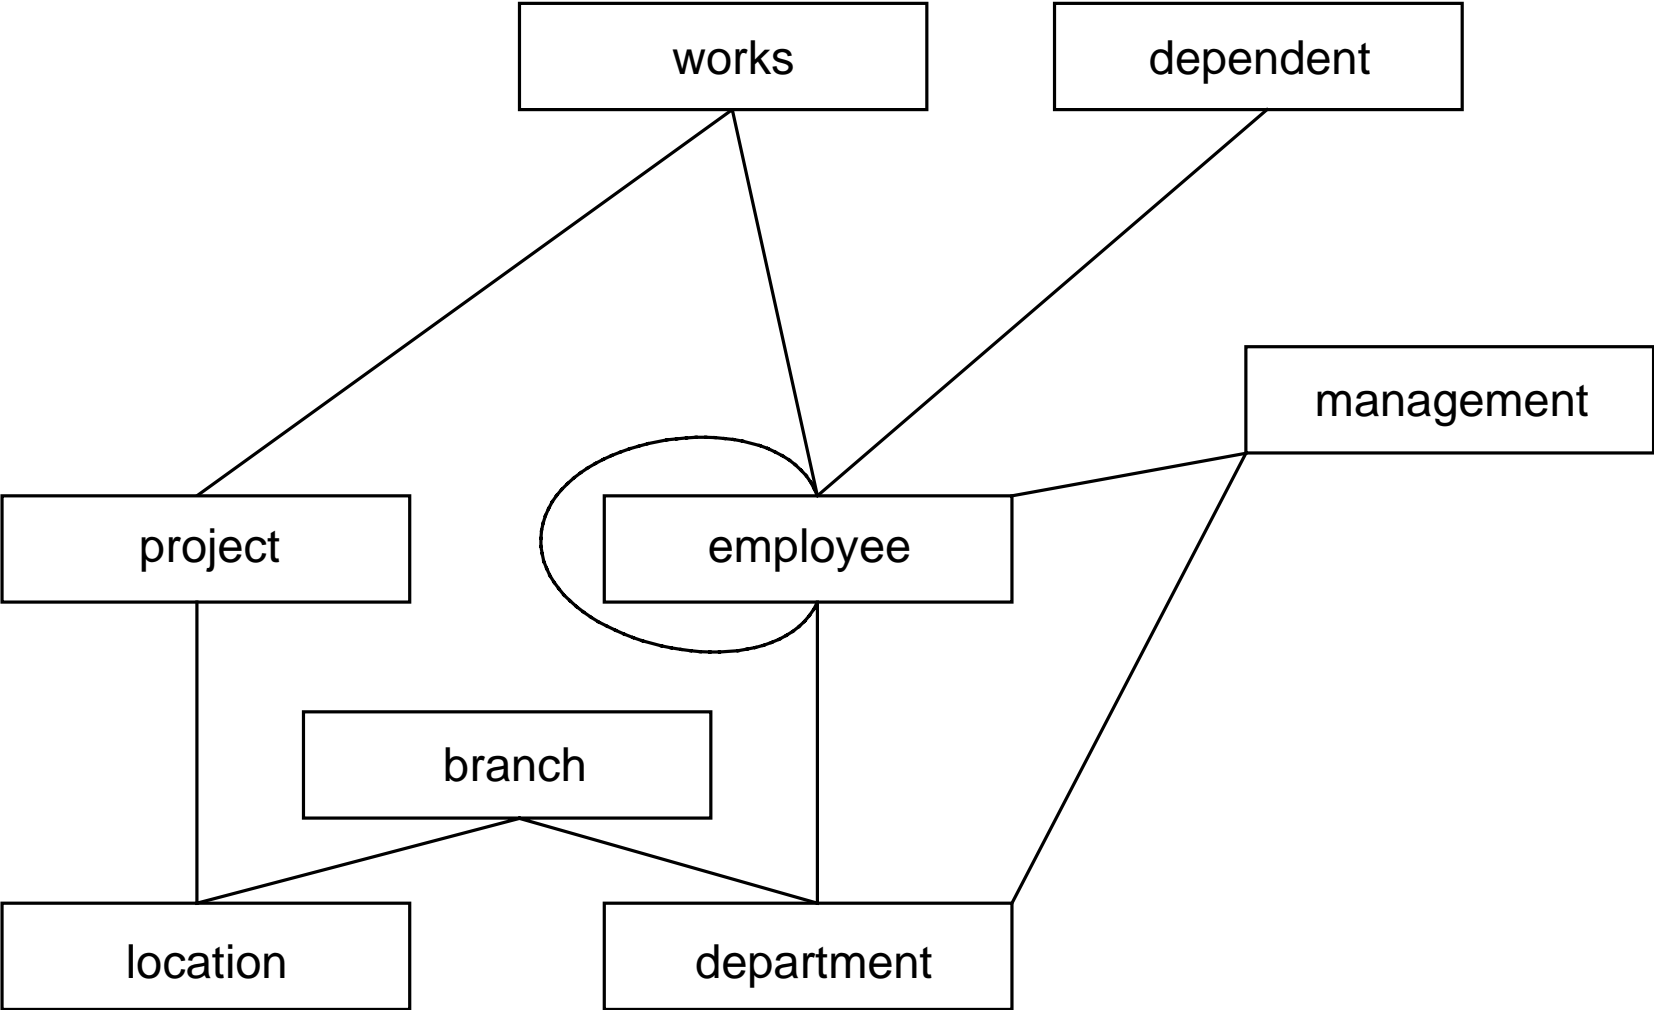 works
dependent
management
project
employee
branch
location
department